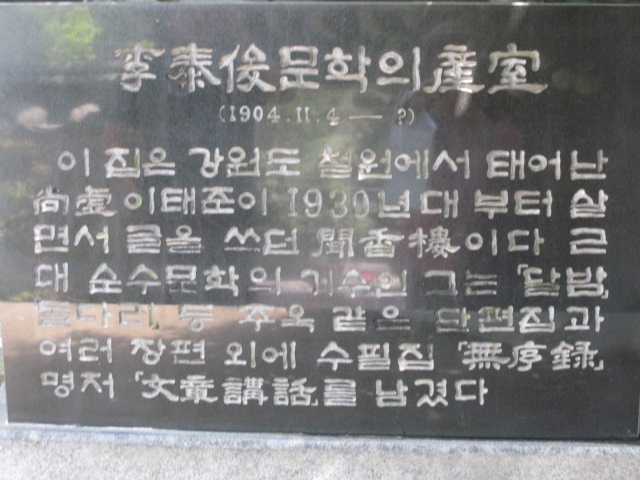 李泰俊문학의産室
(1904.11.4 — ?)
이 집은 강원도 철원에서 태어난
尙虛 이태준이 1930년대 부터 살
면서 글을 쓰던 聞香樓이다 근
대 순수문학의 기수인 그는 「달밤」
「돌다리」 등 주옥 같은 단편집과
여러 장편 외에 수필집 「無序録」
명저 「文章講話」를 남겼다